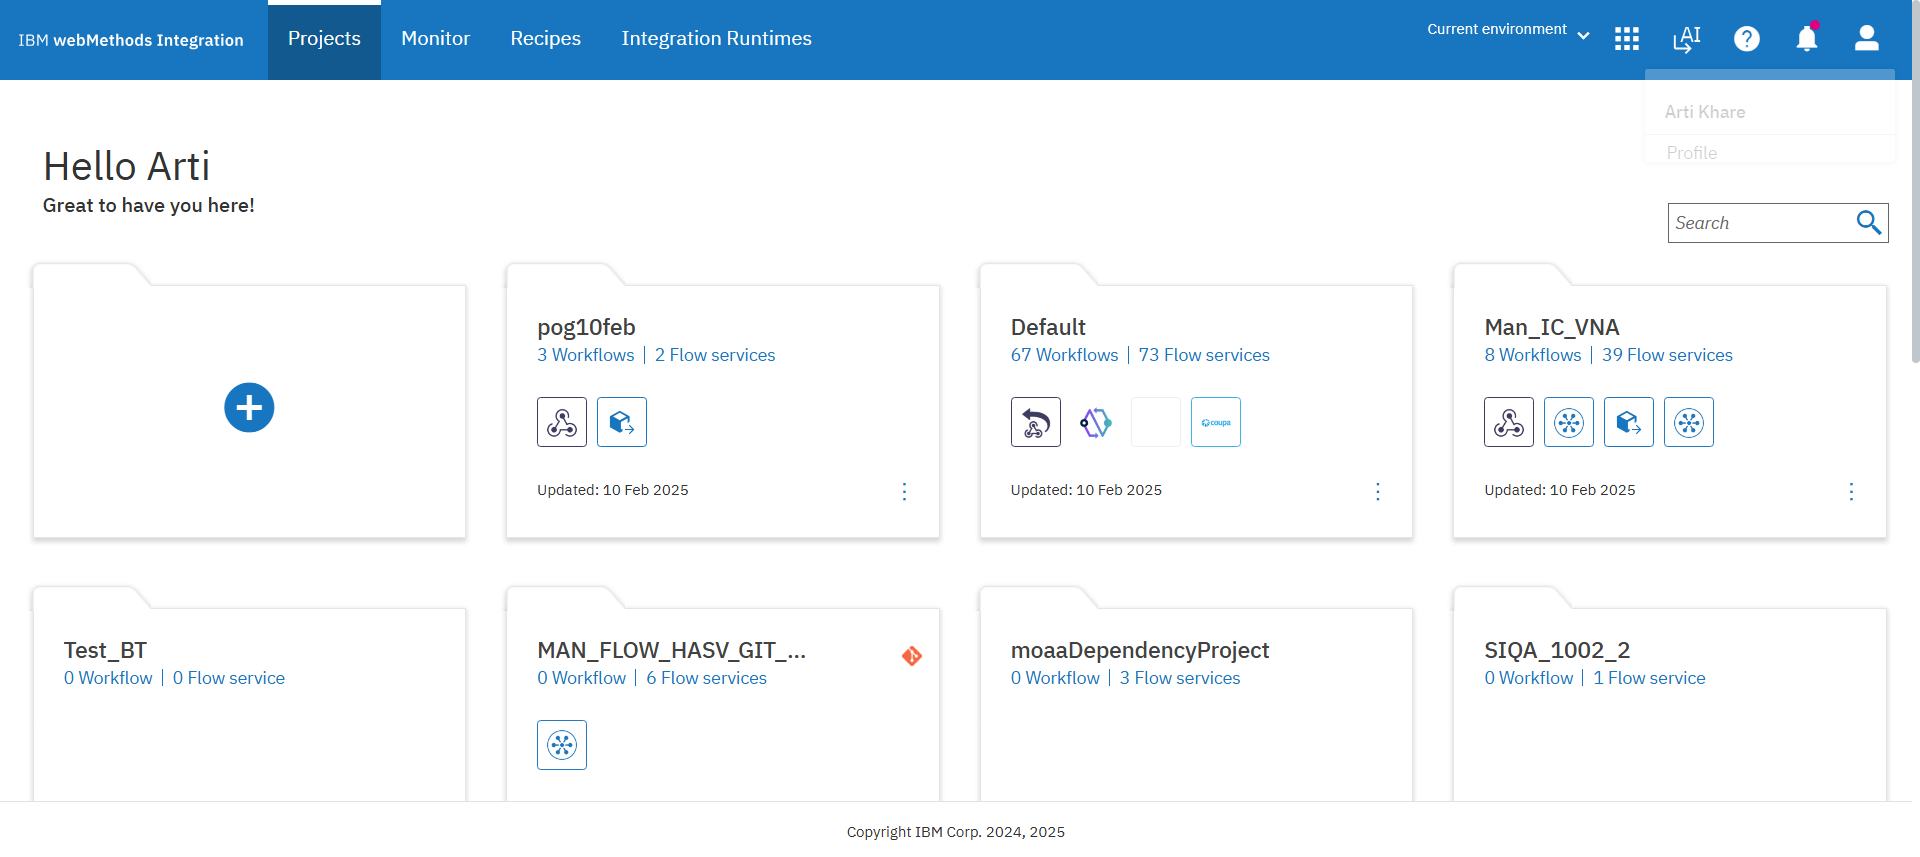 IBM webMethods Integration
Projects
Monitor
Recipes
Integration Runtimes
Current environment
AI
?
Arti Khare
Profile
Hello Arti
Great to have you here!
Search
pog10feb
3 Workflows | 2 Flow services
Updated: 10 Feb 2025
Default
67 Workflows | 73 Flow services
coupa
Updated: 10 Feb 2025
Man_IC_VNA
8 Workflows | 39 Flow services
Updated: 10 Feb 2025
Test_BT
0 Workflow | 0 Flow service
MAN_FLOW_HASV_GIT_...
0 Workflow | 6 Flow services
moaaDependencyProject
0 Workflow | 3 Flow services
SIQA_1002_2
0 Workflow | 1 Flow service
Copyright IBM Corp. 2024, 2025